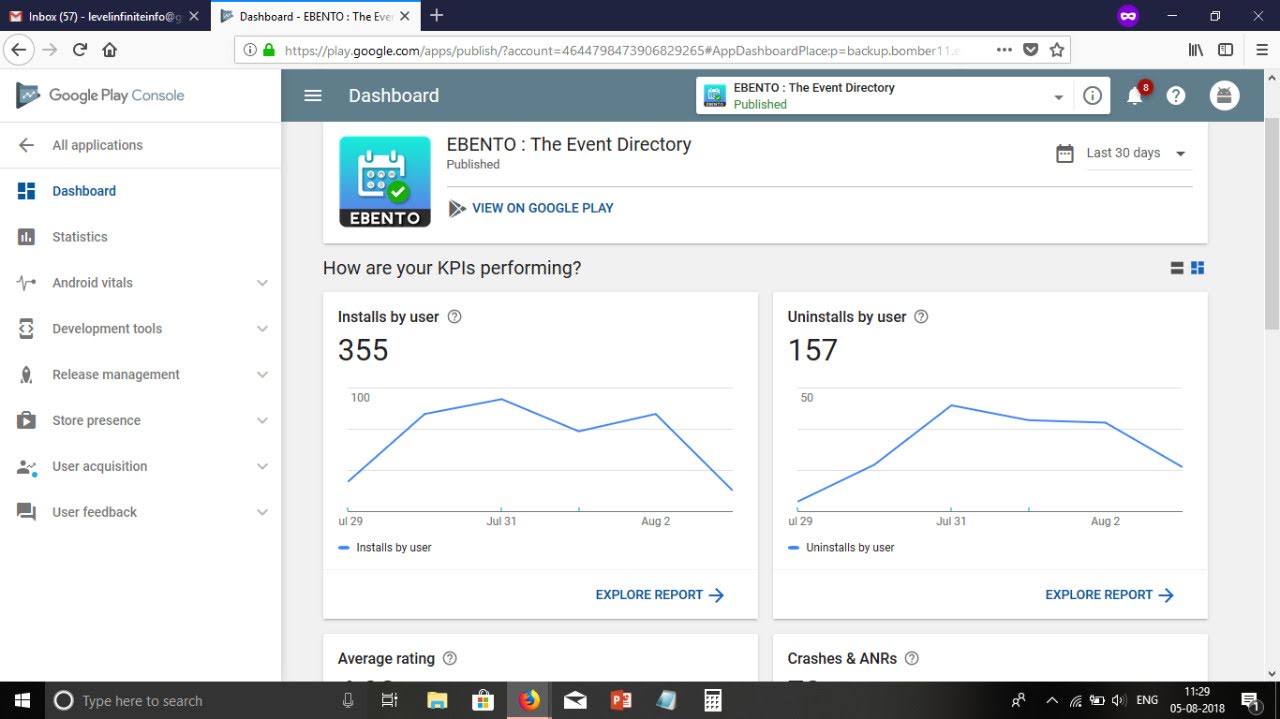 Inbox (57) - levelinfiniteinfo@g
Dashboard - EBENTO : The Eve
https://play.google.com/apps/publish/?account=4644798473906829265#AppDashboardPlace:p=backup.bomber11.e
Google Play Console
Dashboard
EBENTO : The Event Directory
Published
8
All applications
Dashboard
Statistics
Android vitals
Development tools
Release management
Store presence
User acquisition
User feedback
EBENTO
EBENTO : The Event Directory
Published
Last 30 days
VIEW ON GOOGLE PLAY
How are your KPIs performing?
Installs by user
355
100
ul 29 Jul 31 Aug 2
Installs by user
EXPLORE REPORT
Uninstalls by user
157
50
ul 29 Jul 31 Aug 2
Uninstalls by user
EXPLORE REPORT
Average rating
Crashes & ANRs
Type here to search
ENG
11:29
05-08-2018
1